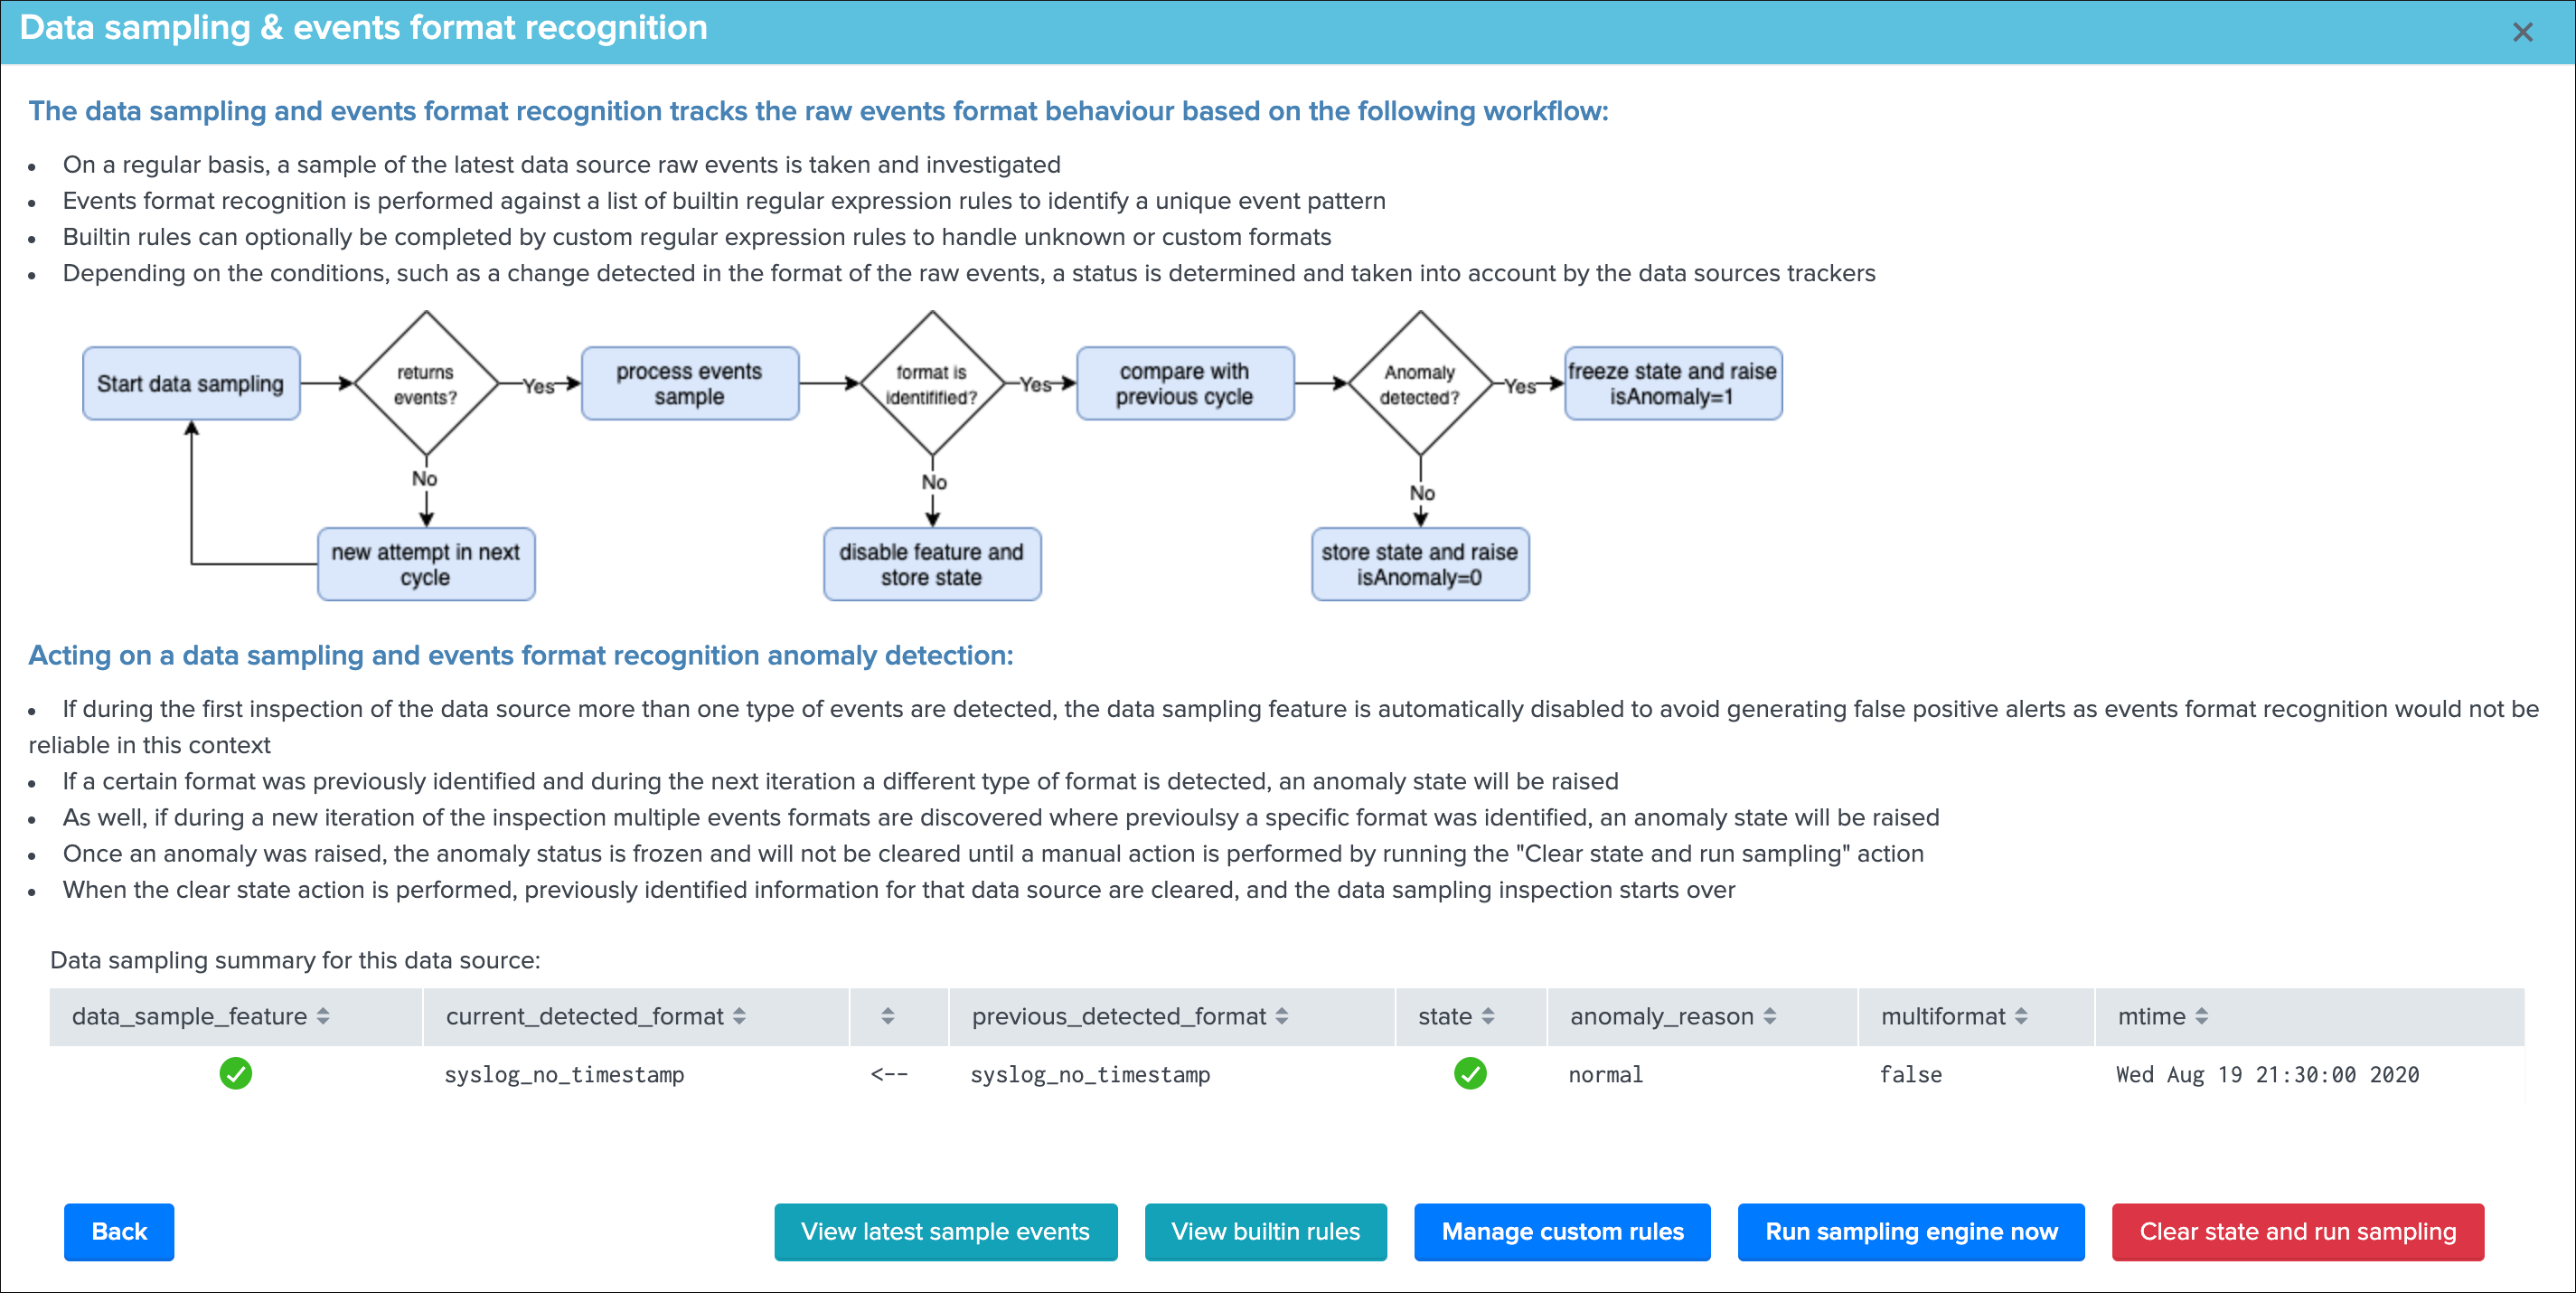 Data sampling & events format recognition
The data sampling and events format recognition tracks the raw events format behaviour based on the following workflow:
• On a regular basis, a sample of the latest data source raw events is taken and investigated
• Events format recognition is performed against a list of builtin regular expression rules to identify a unique event pattern
• Builtin rules can optionally be completed by custom regular expression rules to handle unknown or custom formats
• Depending on the conditions, such as a change detected in the format of the raw events, a status is determined and taken into account by the data sources trackers
Start data sampling
returns
events?
Yes
process events
sample
format is
identifified?
Yes
compare with
previous cycle
Anomaly
detected?
Yes
freeze state and raise
isAnomaly=1
No
No
No
new attempt in next
cycle
disable feature and
store state
store state and raise
isAnomaly=0
Acting on a data sampling and events format recognition anomaly detection:
• If during the first inspection of the data source more than one type of events are detected, the data sampling feature is automatically disabled to avoid generating false positive alerts as events format recognition would not be
reliable in this context
• If a certain format was previously identified and during the next iteration a different type of format is detected, an anomaly state will be raised
• As well, if during a new iteration of the inspection multiple events formats are discovered where previoulsy a specific format was identified, an anomaly state will be raised
• Once an anomaly was raised, the anomaly status is frozen and will not be cleared until a manual action is performed by running the "Clear state and run sampling" action
• When the clear state action is performed, previously identified information for that data source are cleared, and the data sampling inspection starts over
Data sampling summary for this data source:
data_sample_feature current_detected_format previous_detected_format state anomaly_reason multiformat mtime
syslog_no_timestamp <-- syslog_no_timestamp normal false Wed Aug 19 21:30:00 2020
Back View latest sample events View builtin rules Manage custom rules Run sampling engine now Clear state and run sampling